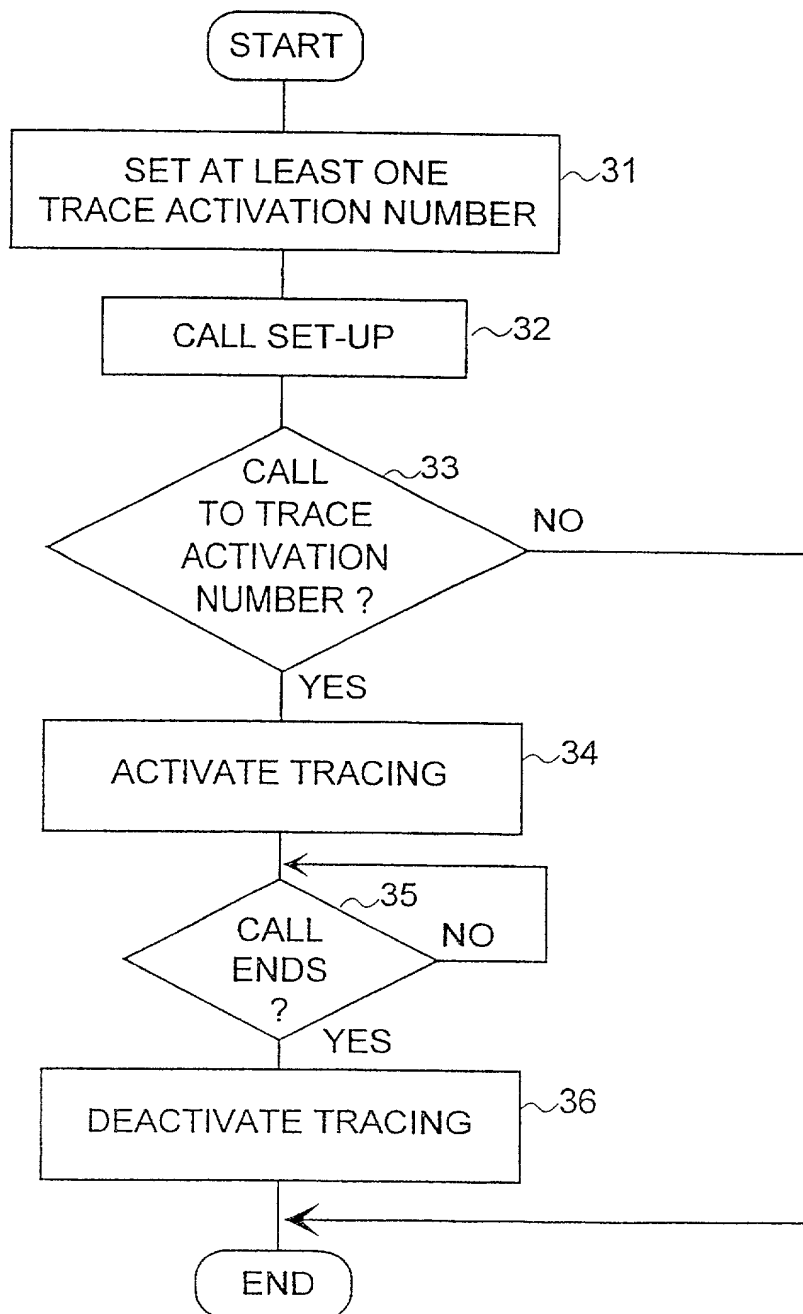 START
SET AT LEAST ONE
TRACE ACTIVATION NUMBER
31
CALL SET-UP
32
33
CALL
TO TRACE
ACTIVATION
NUMBER ?
NO
YES
ACTIVATE TRACING
34
35
CALL
ENDS
?
NO
YES
DEACTIVATE TRACING
36
END